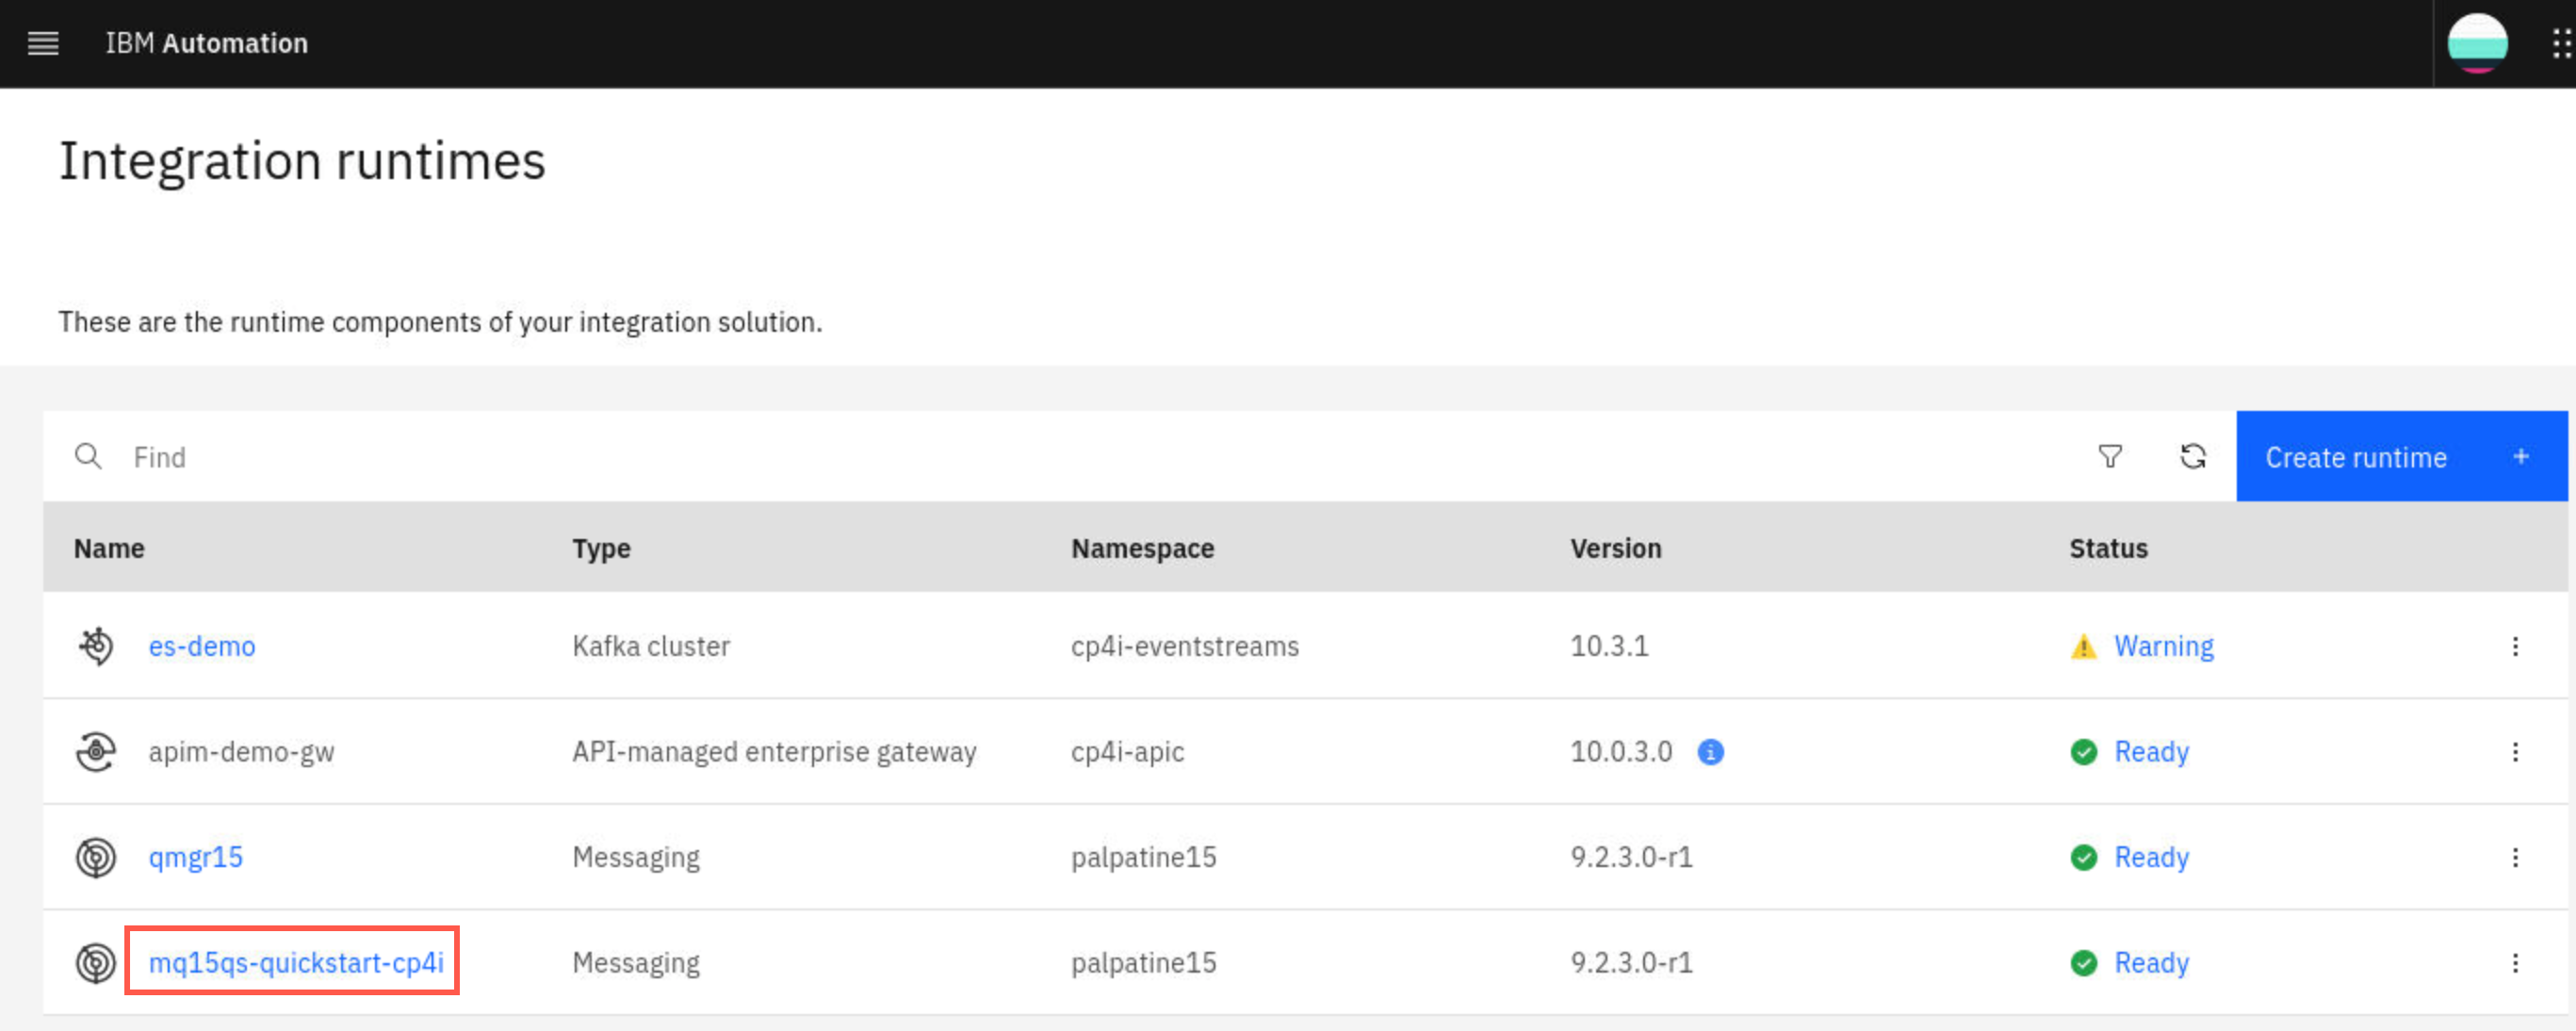 IBM Automation
Integration runtimes
These are the runtime components of your integration solution.
Find
Create runtime +
Name Type Namespace Version Status
es-demo Kafka cluster cp4i-eventstreams 10.3.1 Warning
apim-demo-gw API-managed enterprise gateway cp4i-apic 10.0.3.0 Ready
qmgr15 Messaging palpatine15 9.2.3.0-r1 Ready
mq15qs-quickstart-cp4i Messaging palpatine15 9.2.3.0-r1 Ready